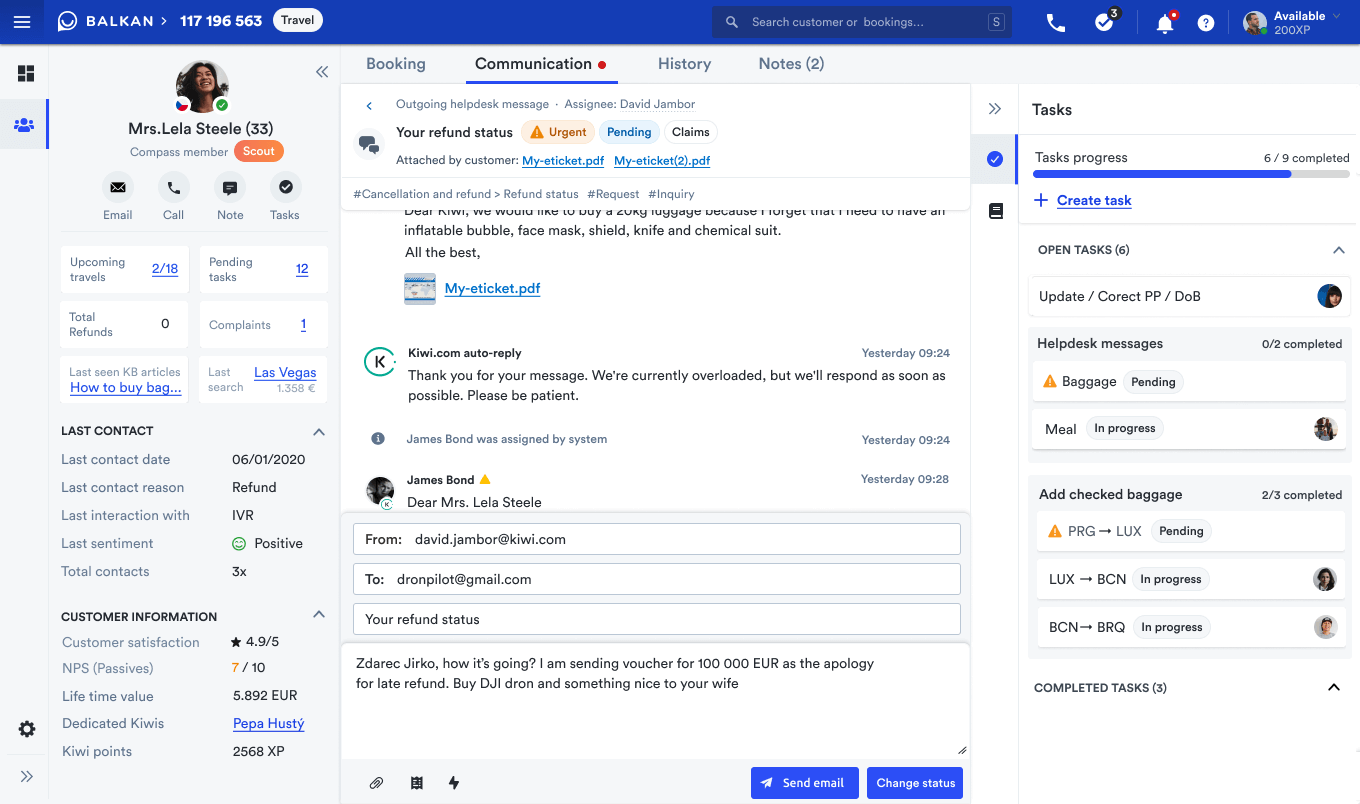 BALKAN > 117 196 563 Travel
Search customer or bookings... S
3
?
Available
200XP
Mrs.Lela Steele (33)
Compass member Scout
Email Call Note Tasks
Upcoming travels 2/18
Pending tasks 12
Total Refunds 0
Complaints 1
Last seen KB articles
How to buy bag...
Last search Las Vegas
1.358 €
LAST CONTACT
Last contact date 06/01/2020
Last contact reason Refund
Last interaction with IVR
Last sentiment Positive
Total contacts 3x
CUSTOMER INFORMATION
Customer satisfaction 4.9/5
NPS (Passives) 7 / 10
Life time value 5.892 EUR
Dedicated Kiwis Pepa Hustý
Kiwi points 2568 XP
Booking Communication History Notes (2)
Outgoing helpdesk message · Assignee: David Jambor
Your refund status Urgent Pending Claims
Attached by customer: My-eticket.pdf My-eticket(2).pdf
#Cancellation and refund > Refund status #Request #Inquiry
Dear Kiwi, we would like to buy a 20kg luggage because I forget that I need to have an
inflatable bubble, face mask, shield, knife and chemical suit.
All the best,
My-eticket.pdf
K
Kiwi.com auto-reply Yesterday 09:24
Thank you for your message. We're currently overloaded, but we'll respond as soon as
possible. Please be patient.
James Bond was assigned by system Yesterday 09:24
James Bond Yesterday 09:28
K
Dear Mrs. Lela Steele
From: david.jambor@kiwi.com
To: dronpilot@gmail.com
Your refund status
Zdarec Jirko, how it's going? I am sending voucher for 100 000 EUR as the apology
for late refund. Buy DJI dron and something nice to your wife
Send email Change status
Tasks
Tasks progress 6 / 9 completed
+ Create task
OPEN TASKS (6)
Update / Corect PP / DoB
Helpdesk messages 0/2 completed
Baggage Pending
Meal In progress
Add checked baggage 2/3 completed
PRG → LUX Pending
LUX → BCN In progress
BCN→ BRQ In progress
COMPLETED TASKS (3)